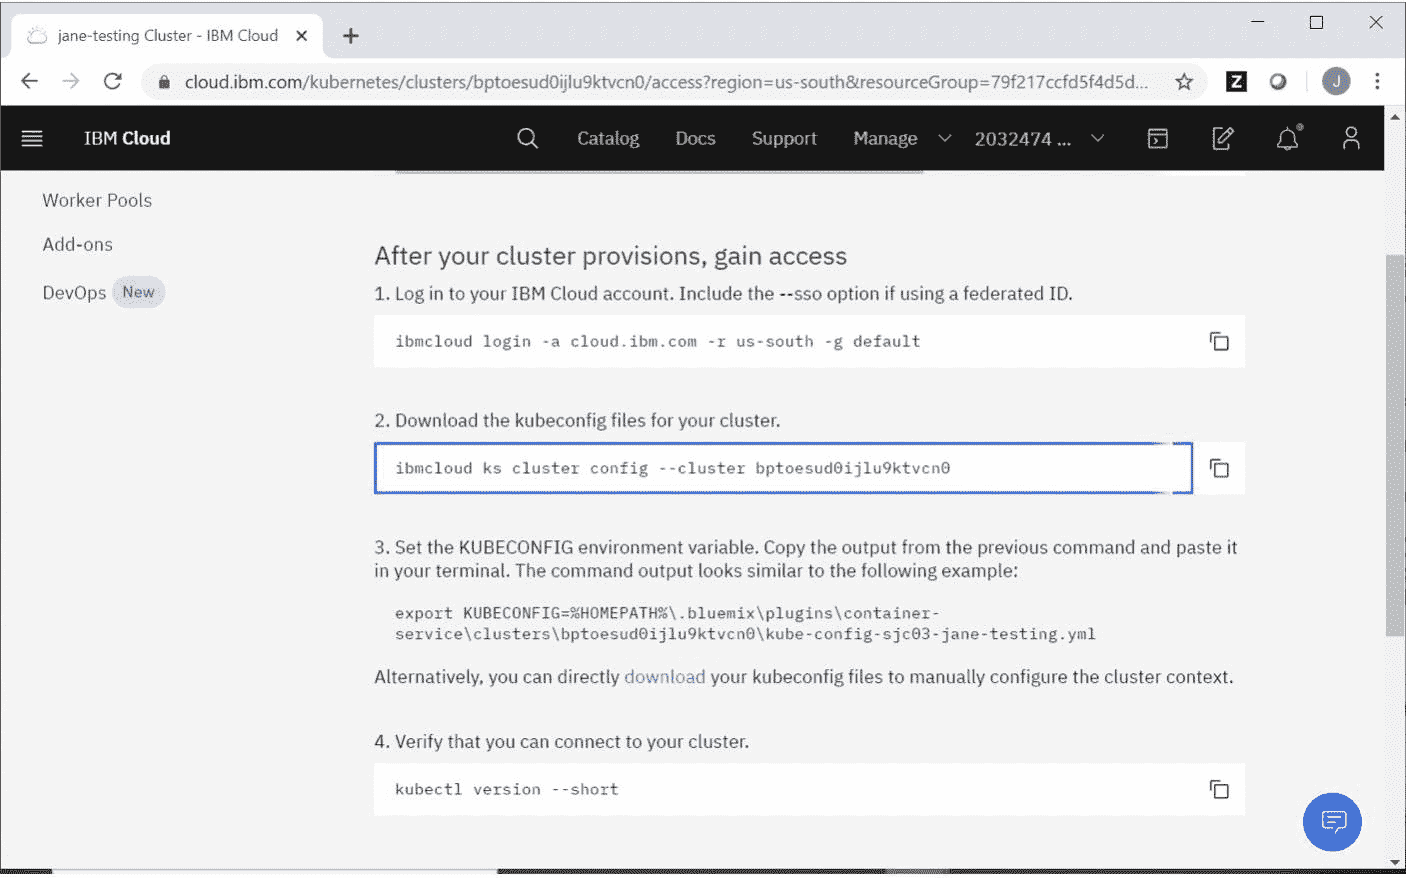 jane-testing Cluster - IBM Cloud
cloud.ibm.com/kubernetes/clusters/bptoesud0ijlu9ktvcn0/access?region=us-south&resourceGroup=79f217ccfd5f4d5d...
Z
J
IBM Cloud
Catalog
Docs
Support
Manage
2032474 ...
Worker Pools
Add-ons
DevOps New
After your cluster provisions, gain access
1. Log in to your IBM Cloud account. Include the --sso option if using a federated ID.
ibmcloud login -a cloud.ibm.com -r us-south -g default
2. Download the kubeconfig files for your cluster.
ibmcloud ks cluster config --cluster bptoesud0ijlu9ktvcn0
3. Set the KUBECONFIG environment variable. Copy the output from the previous command and paste it
in your terminal. The command output looks similar to the following example:
export KUBECONFIG=%HOMEPATH%\.bluemix\plugins\container-
service\clusters\bptoesud0ijlu9ktvcn0\kube-config-sjc03-jane-testing.yml
Alternatively, you can directly download your kubeconfig files to manually configure the cluster context.
4. Verify that you can connect to your cluster.
kubectl version --short